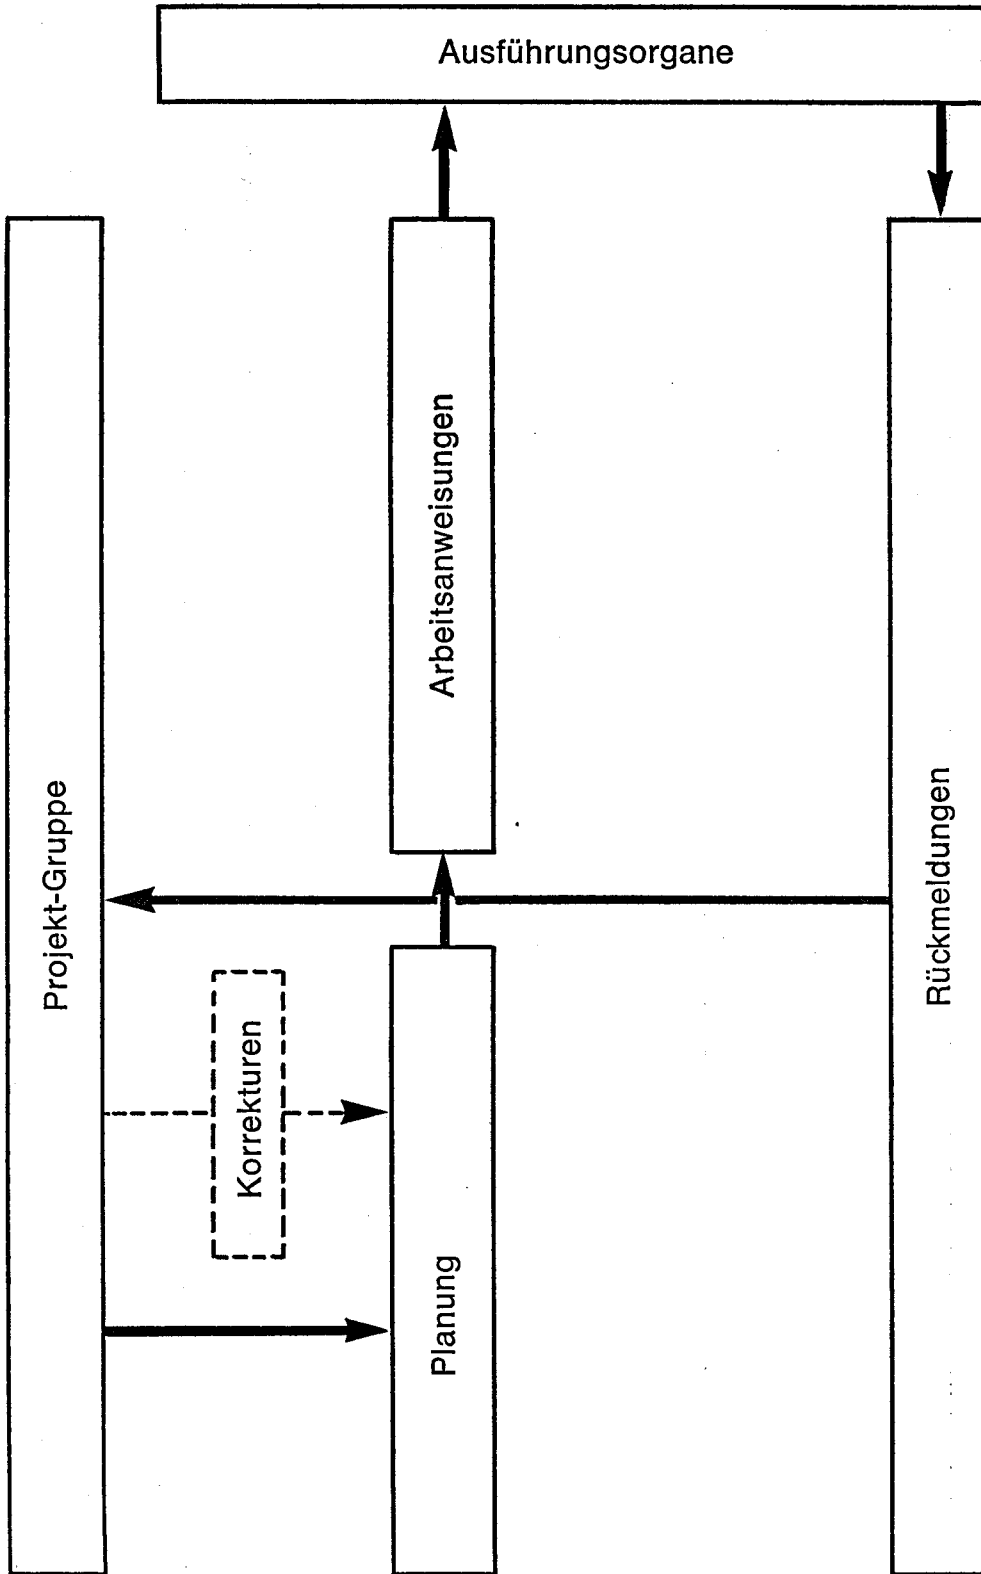 Ausführungsorgane
Projekt-Gruppe
Korrekturen
Planung
Arbeitsanweisungen
Rückmeldungen